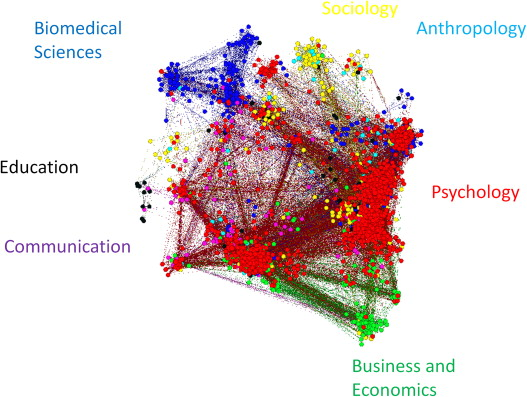 Sociology
Biomedical
Sciences
Anthropology
Education
Psychology
Communication
Business and
Economics